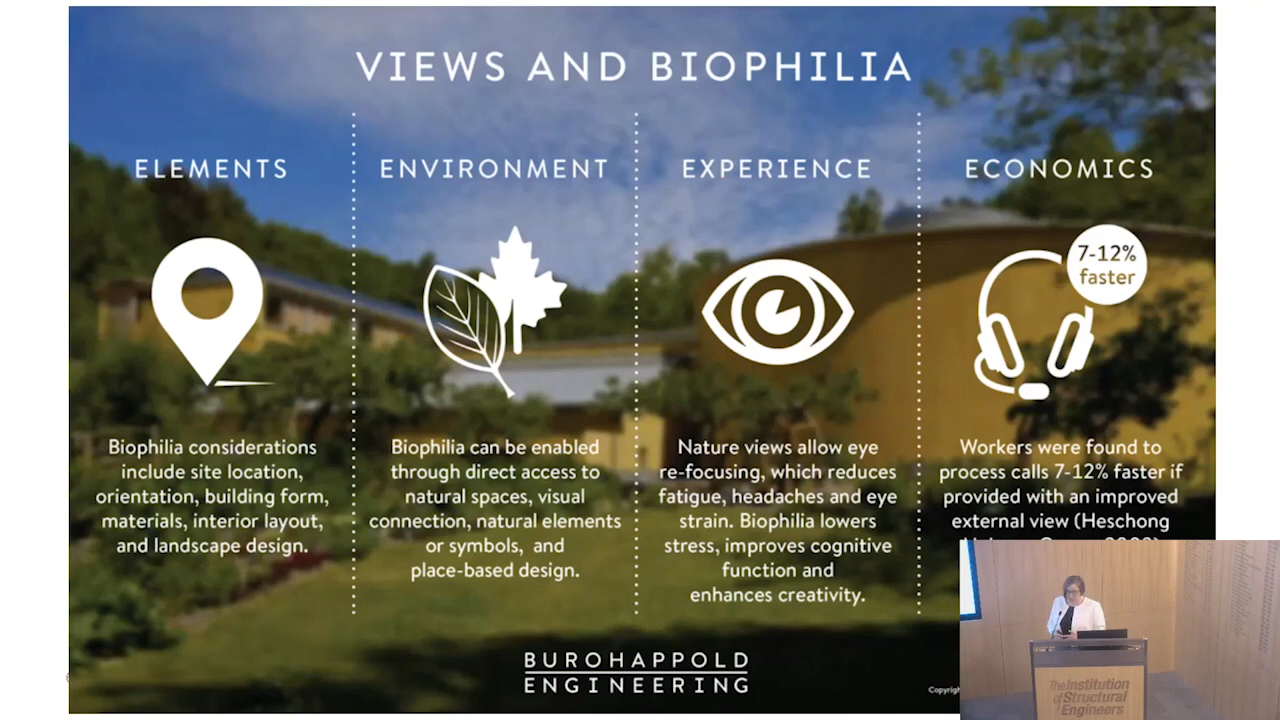 VIEWS AND BIOPHILIA
ELEMENTS
Biophilia considerations
include site location,
orientation, building form,
materials, interior layout,
and landscape design.
ENVIRONMENT
Biophilia can be enabled
through direct access to
natural spaces, visual
connection, natural elements
or symbols, and
place-based design.
EXPERIENCE
Nature views allow eye
re-focusing, which reduces
fatigue, headaches and eye
strain. Biophilia lowers
stress, improves cognitive
function and
enhances creativity.
ECONOMICS
7-12%
faster
Workers were found to
process calls 7-12% faster if
provided with an improved
external view (Heschong
BUROHAPPOLD
ENGINEERING
The Institution
of Structural
Engineers